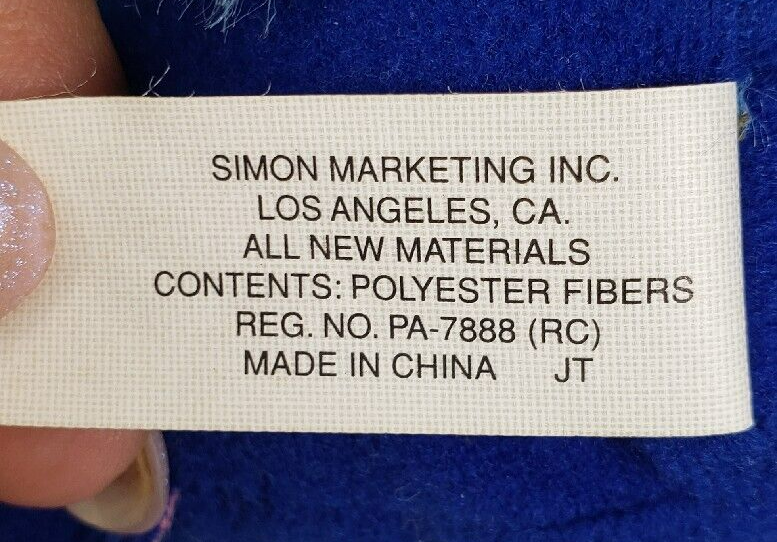 SIMON MARKETING INC.
LOS ANGELES, CA.
ALL NEW MATERIALS
CONTENTS: POLYESTER FIBERS
REG. NO. PA-7888 (RC)
MADE IN CHINA JT